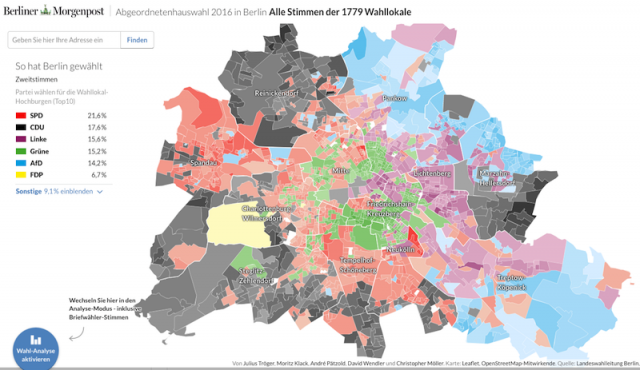 Berliner Morgenpost
Abgeordnetenhauswahl 2016 in Berlin Alle Stimmen der 1779 Wahllokale
Geben Sie hier Ihre Adresse ein
Finden
So hat Berlin gewählt
Zweitstimmen
Partei wählen für die Wahllokal-
Hochburgen (Top10)
SPD 21,6%
CDU 17,6%
Linke 15,6%
Grüne 15,2%
AfD 14,2%
FDP 6,7%
Sonstige 9,1% einblenden
Reinickendorf
Pankow
Spandau
Mitte
Lichtenberg
Marzahn-
Hellersdorf
Charlottenburg-
Wilmersdorf
Friedrichshain-
Kreuzberg
Neukölln
Tempelhof-
Schöneberg
Steglitz-
Zehlendorf
Treptow-
Köpenick
Wechseln Sie hier in den
Analyse-Modus - inklusive
Briefwähler-Stimmen
Wahl-Analyse
aktivieren
Von Julius Tröger, Moritz Klack, André Pätzold, David Wendler und Christopher Möller. Karte: Leaflet, OpenStreetMap-Mitwirkende, Quelle: Landeswahlleitung Berlin.